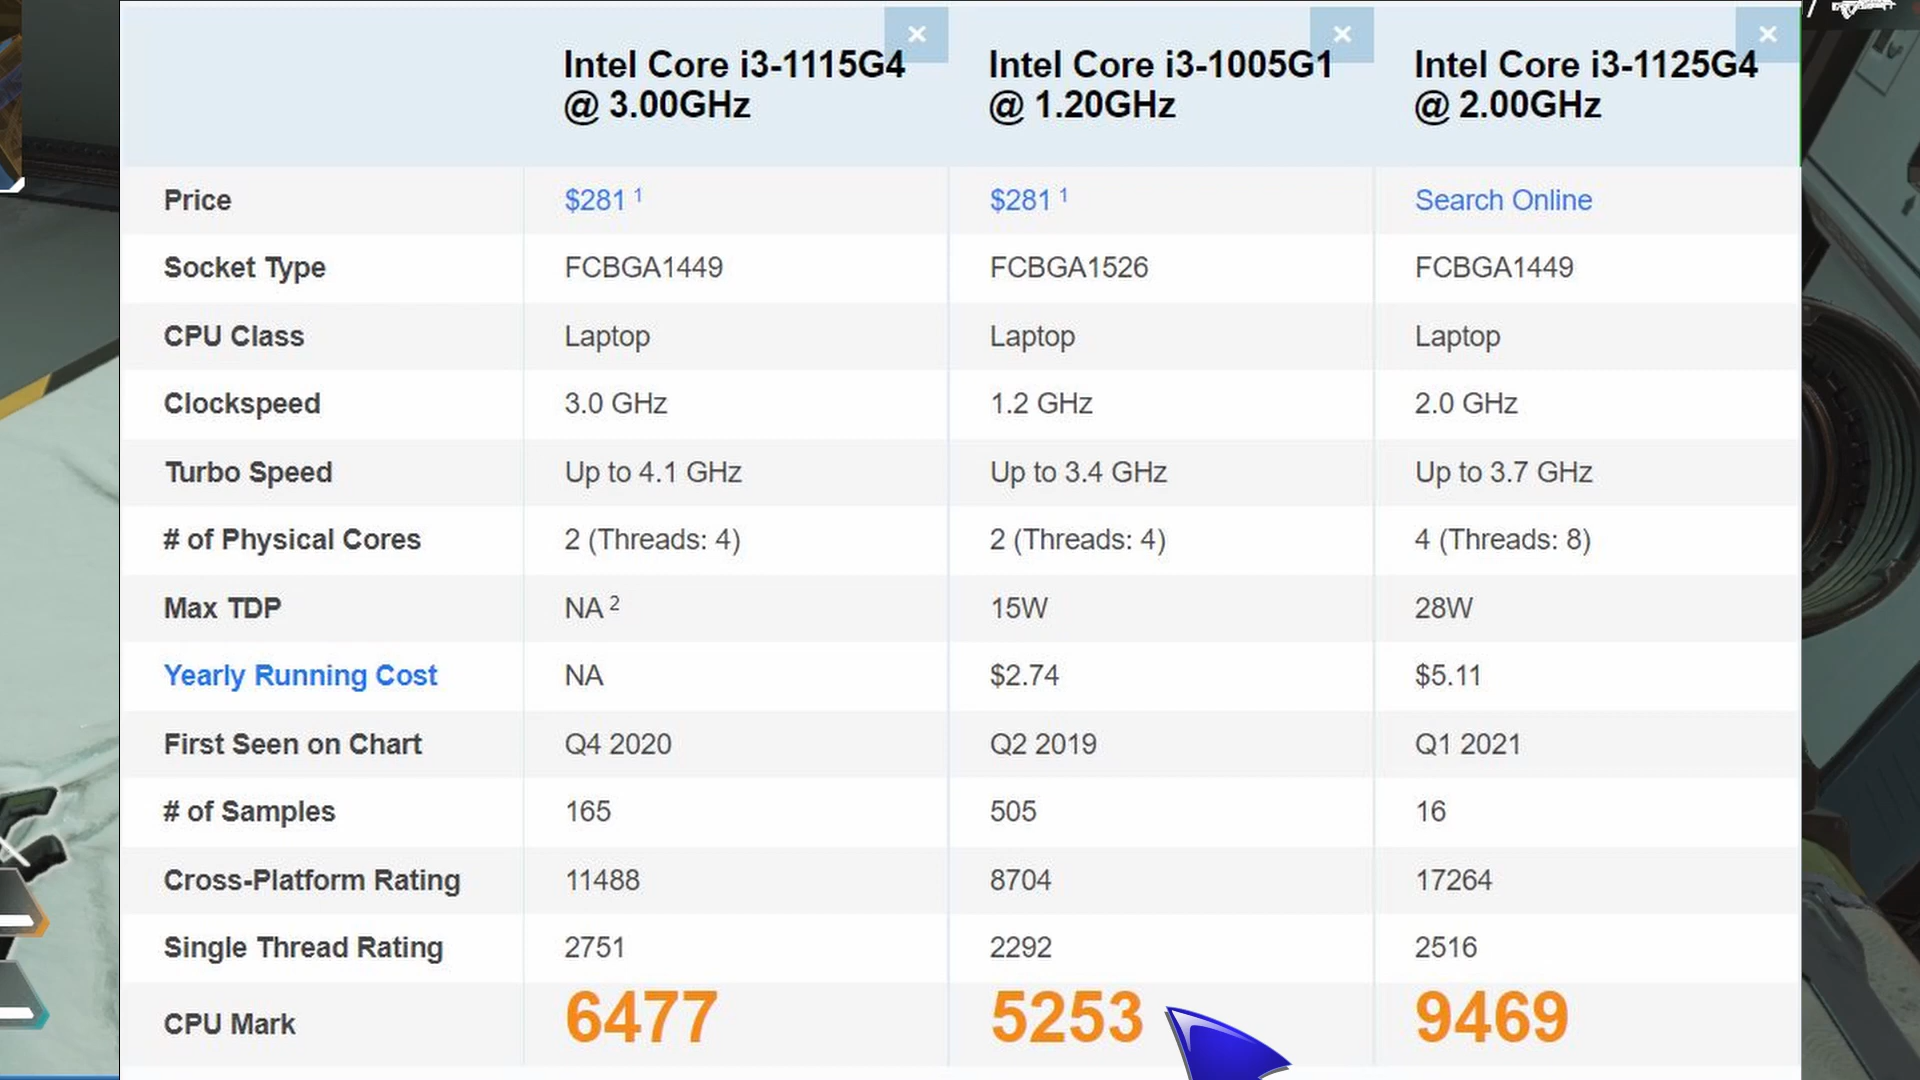 × × ×
Intel Core i3-1115G4 Intel Core i3-1005G1 Intel Core i3-1125G4
@ 3.00GHz @ 1.20GHz @ 2.00GHz
Price $281 1 $281 1 Search Online
Socket Type FCBGA1449 FCBGA1526 FCBGA1449
CPU Class Laptop Laptop Laptop
Clockspeed 3.0 GHz 1.2 GHz 2.0 GHz
Turbo Speed Up to 4.1 GHz Up to 3.4 GHz Up to 3.7 GHz
# of Physical Cores 2 (Threads: 4) 2 (Threads: 4) 4 (Threads: 8)
Max TDP NA 2 15W 28W
Yearly Running Cost NA $2.74 $5.11
First Seen on Chart Q4 2020 Q2 2019 Q1 2021
# of Samples 165 505 16
Cross-Platform Rating 11488 8704 17264
Single Thread Rating 2751 2292 2516
CPU Mark 6477 5253 9469